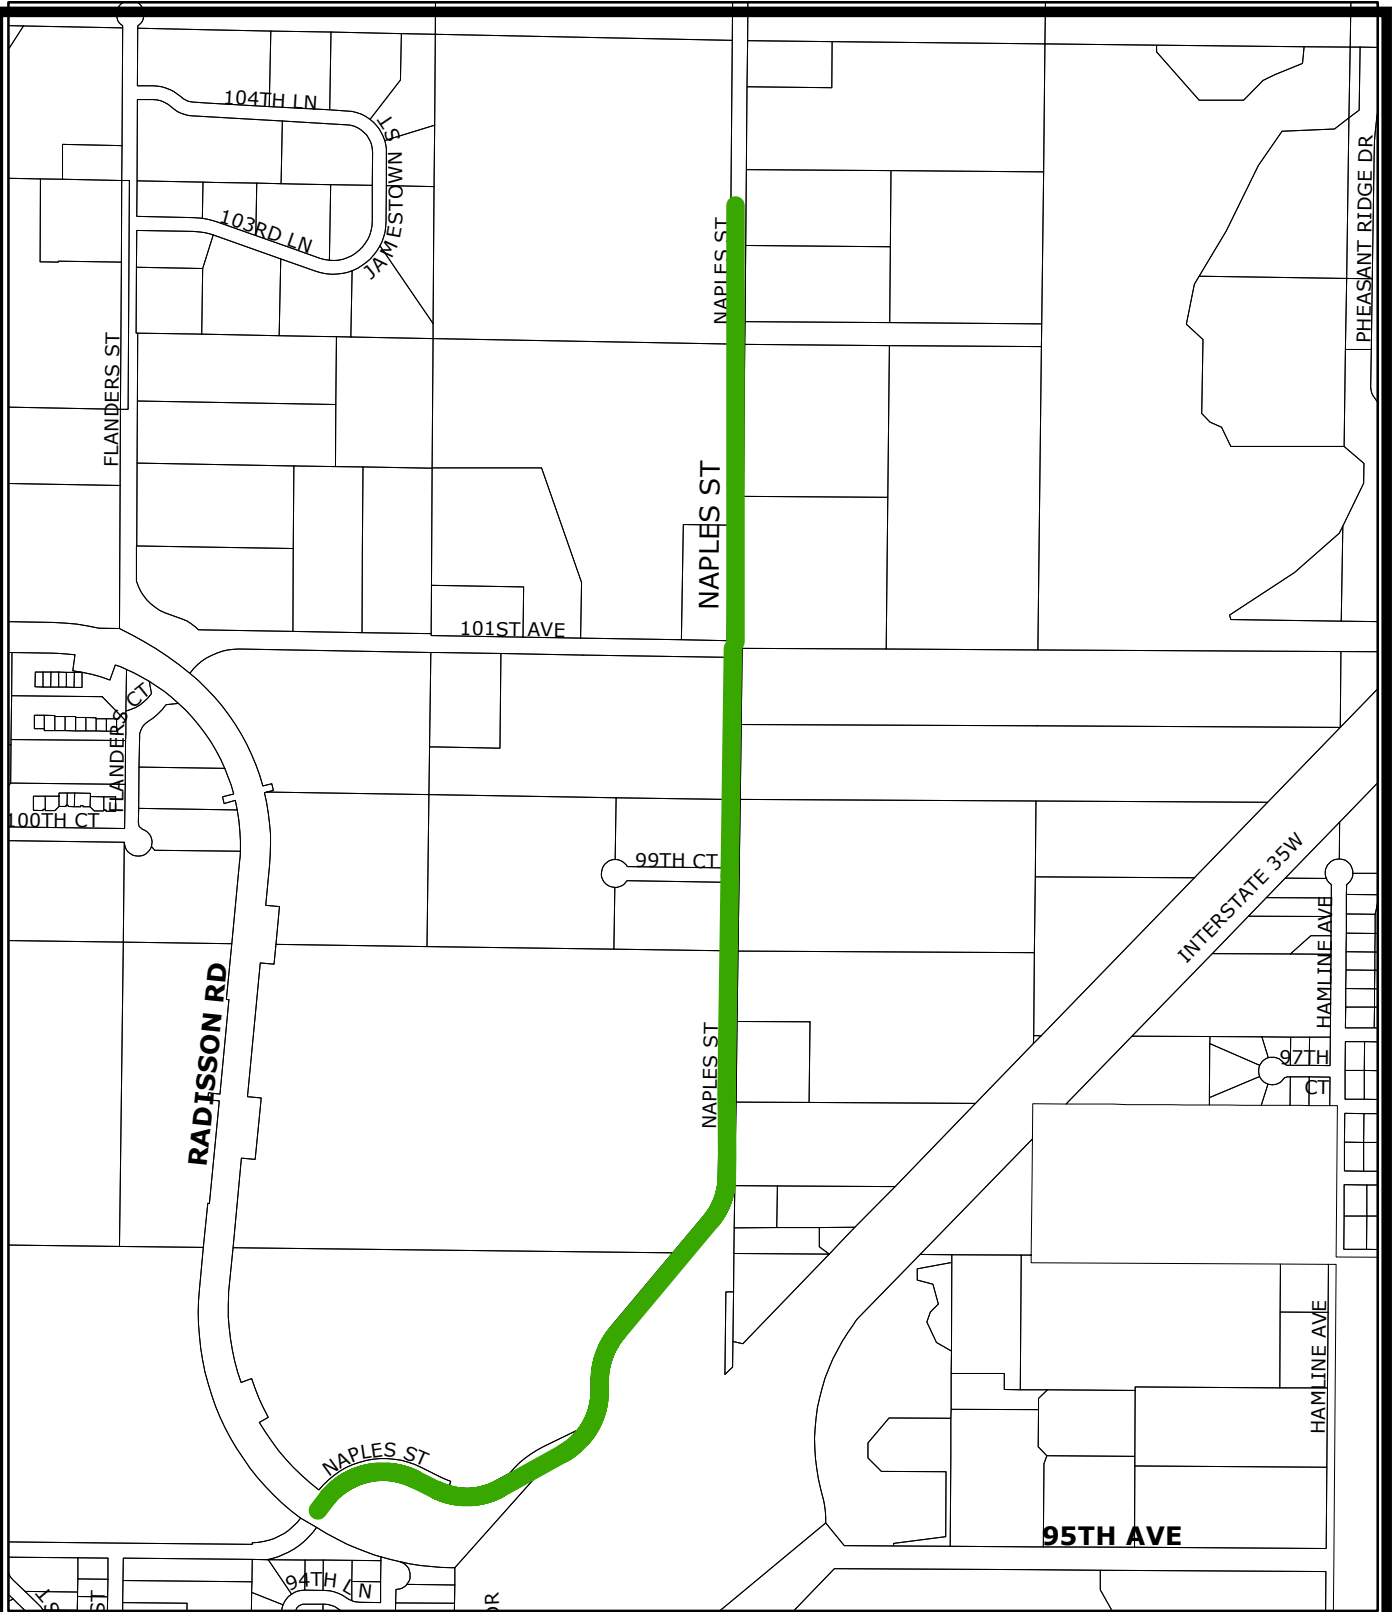 104TH LN
JAMESTOWN ST
103RD LN
PHEASANT RIDGE DR
NAPLES ST
FLANDERS ST
NAPLES ST
101ST AVE
FLANDERS CT
100TH CT
99TH CT
INTERSTATE 35W
HAMLINE AVE
RADISSON RD
NAPLES ST
97TH
CT
HAMLINE AVE
NAPLES ST
95TH AVE
94TH LN
ST
DR